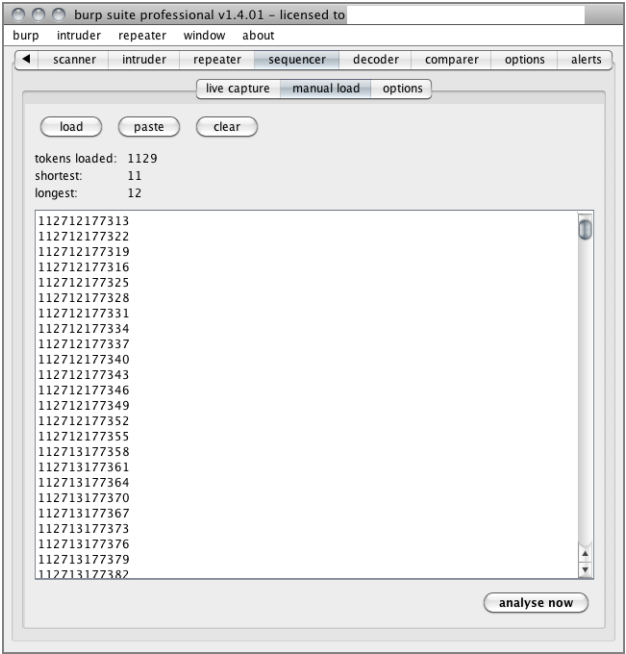 burp suite professional v1.4.01 – licensed to
burp intruder repeater window about
scanner intruder repeater sequencer decoder comparer options alerts
live capture manual load options
load paste clear
tokens loaded: 1129
shortest: 11
longest: 12
112712177313
112712177322
112712177319
112712177316
112712177325
112712177328
112712177331
112712177334
112712177337
112712177340
112712177343
112712177346
112712177349
112712177352
112712177355
112713177358
112713177361
112713177364
112713177370
112713177367
112713177373
112713177376
112713177379
112713177382
analyse now